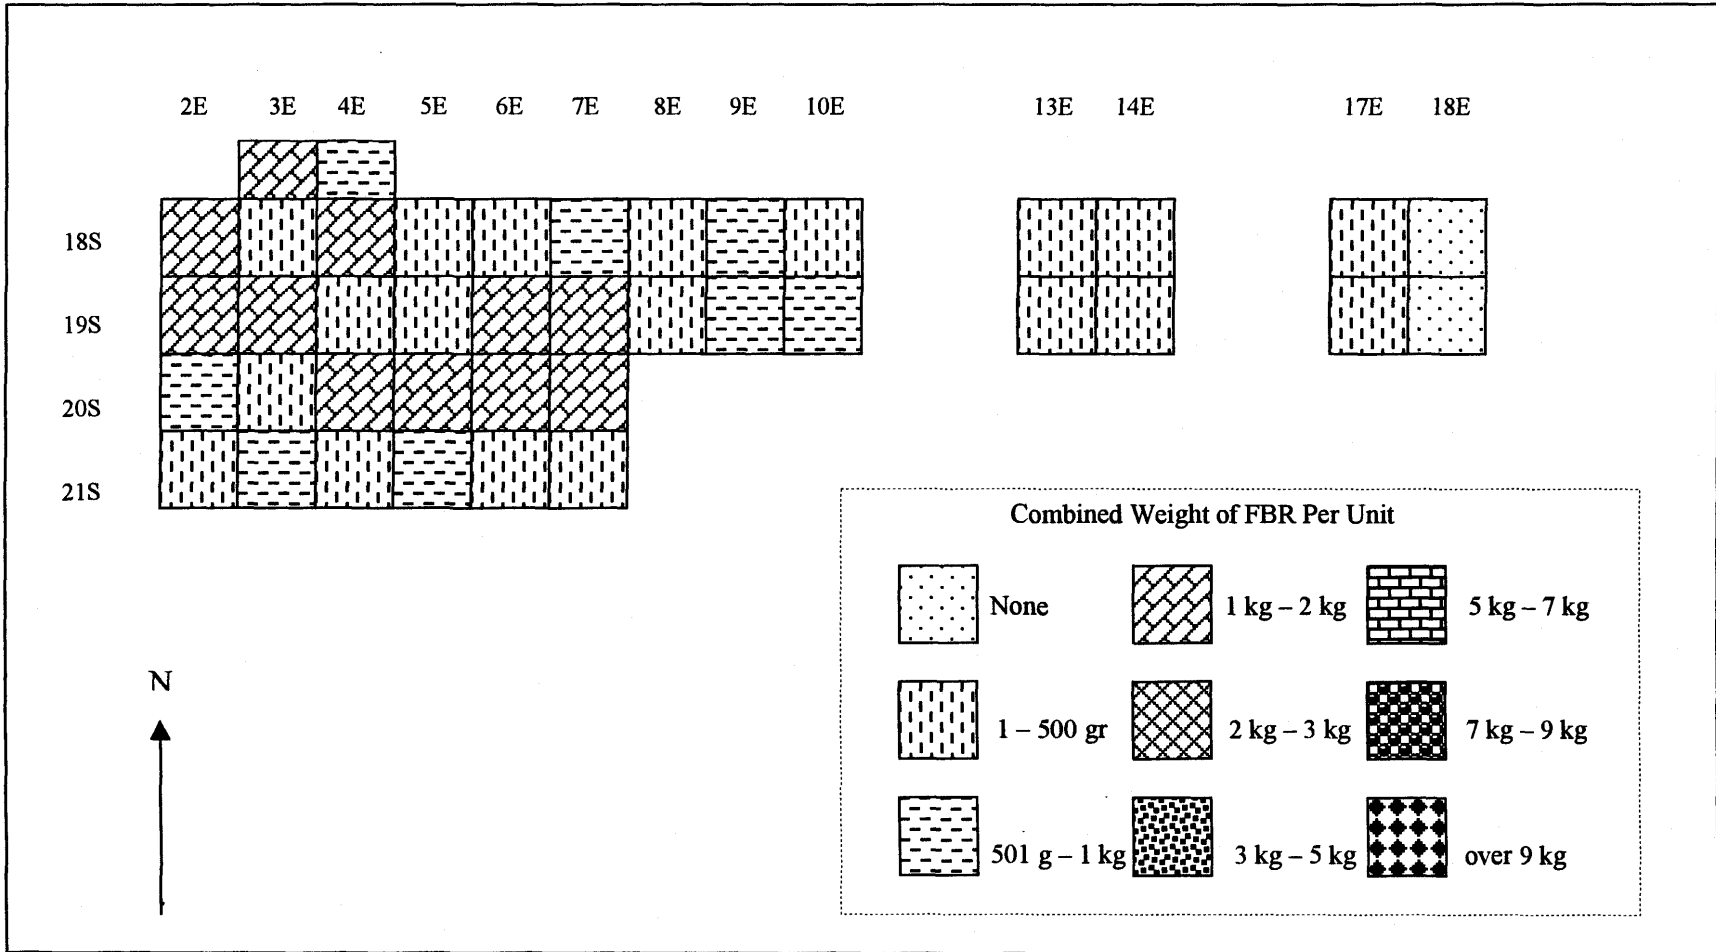 2E 3E 4E 5E 6E 7E 8E 9E 10E 13E 14E 17E 18E
18S
19S
20S
21S
Combined Weight of FBR Per Unit
None 1 kg – 2 kg 5 kg – 7 kg
1 – 500 gr 2 kg – 3 kg 7 kg – 9 kg
501 g – 1 kg 3 kg – 5 kg over 9 kg
N